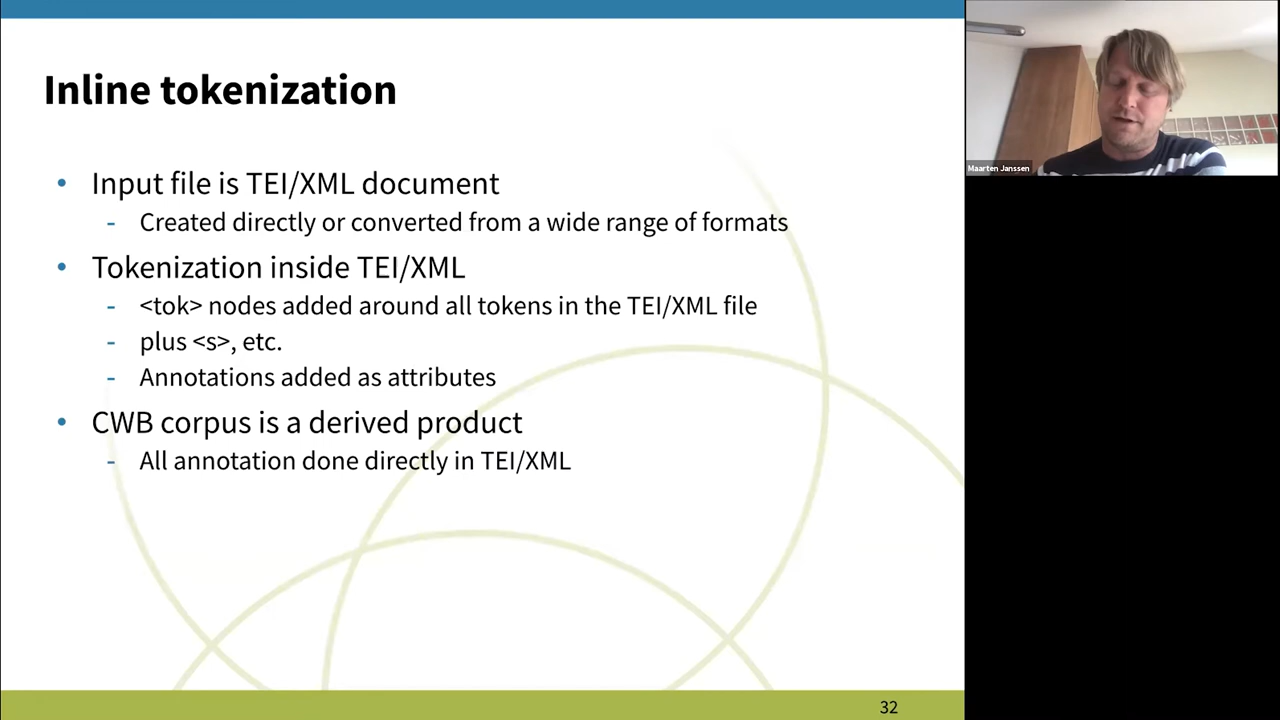 Inline tokenization
• Input file is TEI/XML document
- Created directly or converted from a wide range of formats
• Tokenization inside TEI/XML
- <tok> nodes added around all tokens in the TEI/XML file
- plus <s>, etc.
- Annotations added as attributes
• CWB corpus is a derived product
- All annotation done directly in TEI/XML
32
Maarten Janssen